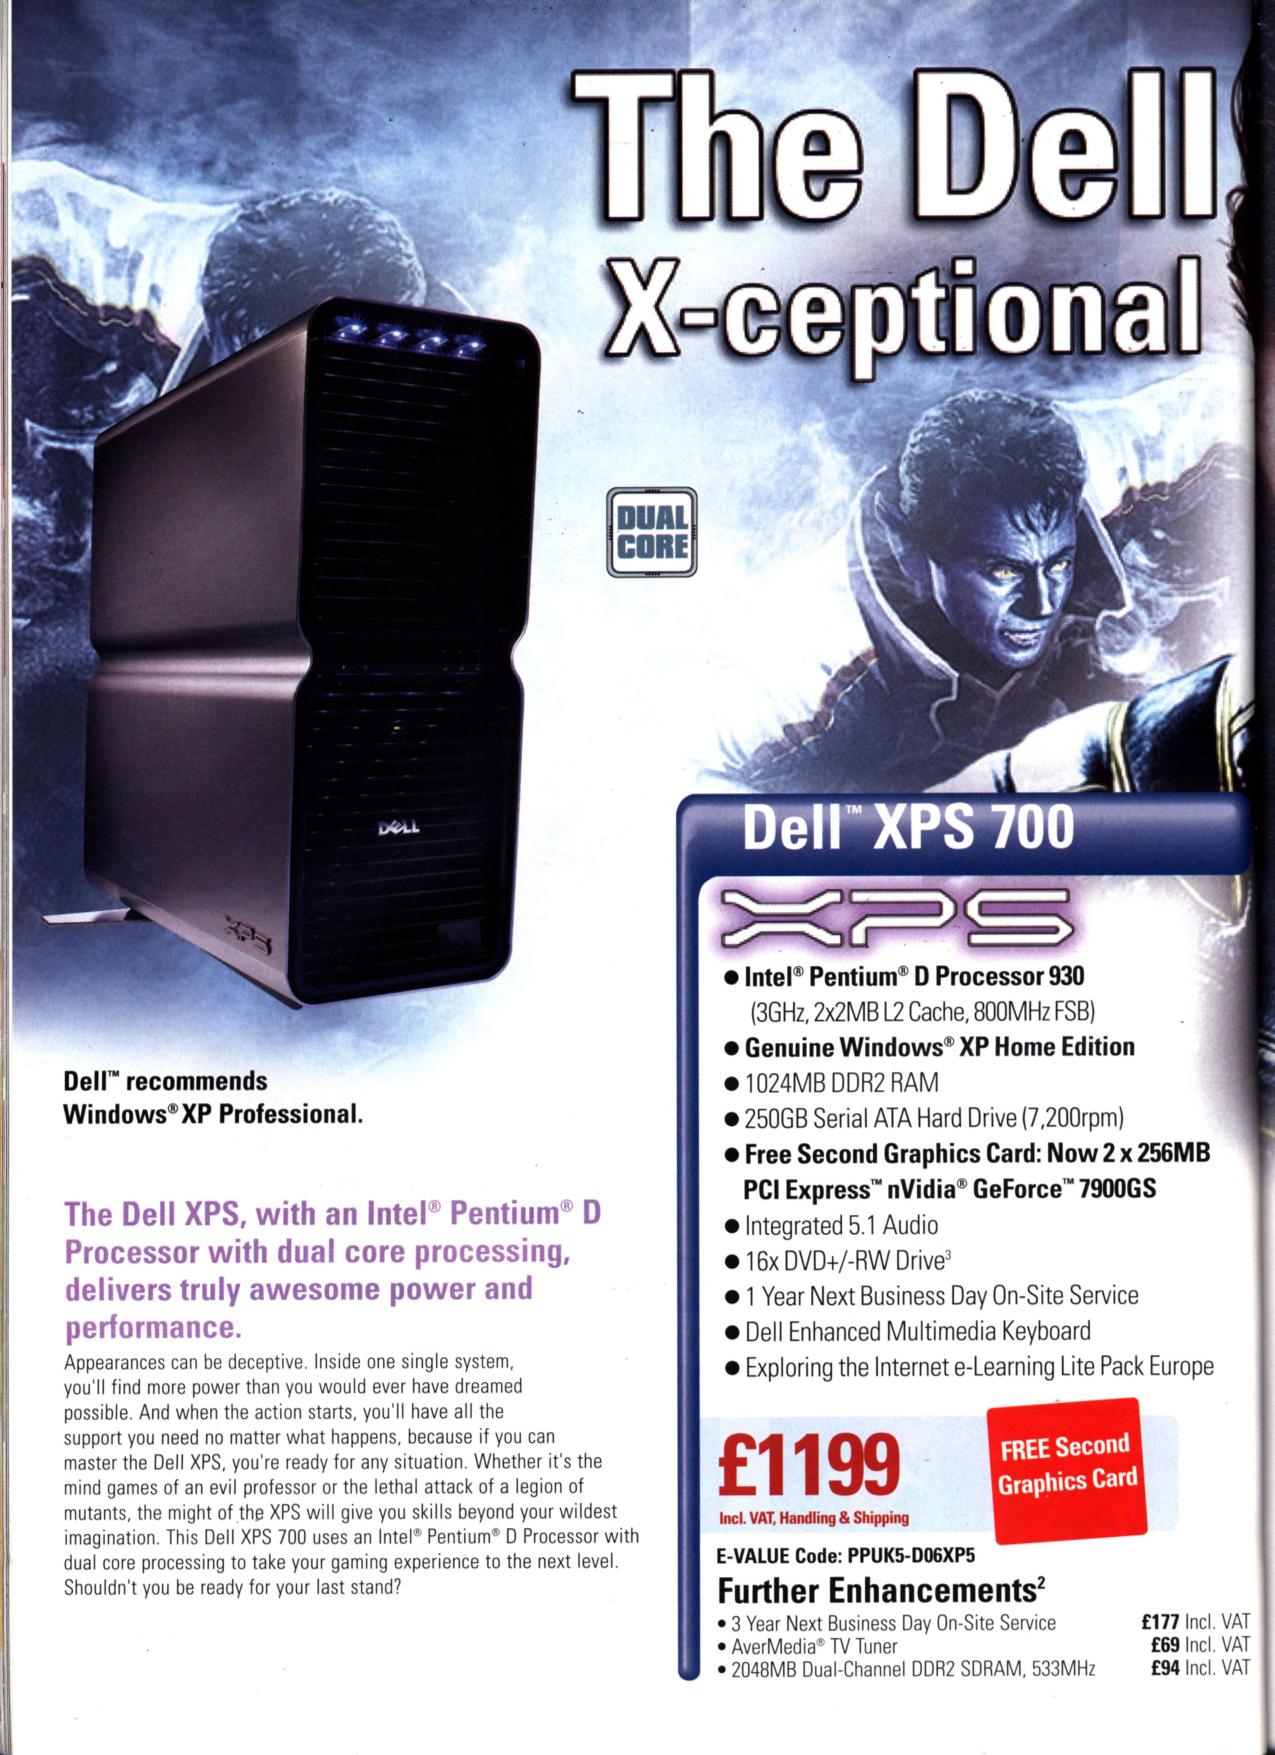 The Dell
X-ceptional
DUAL
CORE
DELL
XPS
Dell™ XPS 700
XPS
• Intel® Pentium® D Processor 930
(3GHz, 2x2MB L2 Cache, 800MHz FSB)
• Genuine Windows® XP Home Edition
• 1024MB DDR2 RAM
• 250GB Serial ATA Hard Drive (7,200rpm)
• Free Second Graphics Card: Now 2 x 256MB
PCI Express™ nVidia® GeForce™ 7900GS
• Integrated 5.1 Audio
• 16x DVD+/-RW Drive³
• 1 Year Next Business Day On-Site Service
• Dell Enhanced Multimedia Keyboard
• Exploring the Internet e-Learning Lite Pack Europe
£1199
Incl. VAT, Handling & Shipping
FREE Second
Graphics Card
E-VALUE Code: PPUK5-D06XP5
Further Enhancements²
• 3 Year Next Business Day On-Site Service £177 Incl. VAT
• AverMedia® TV Tuner £69 Incl. VAT
• 2048MB Dual-Channel DDR2 SDRAM, 533MHz £94 Incl. VAT
Dell™ recommends
Windows® XP Professional.
The Dell XPS, with an Intel® Pentium® D
Processor with dual core processing,
delivers truly awesome power and
performance.
Appearances can be deceptive. Inside one single system,
you'll find more power than you would ever have dreamed
possible. And when the action starts, you'll have all the
support you need no matter what happens, because if you can
master the Dell XPS, you're ready for any situation. Whether it's the
mind games of an evil professor or the lethal attack of a legion of
mutants, the might of the XPS will give you skills beyond your wildest
imagination. This Dell XPS 700 uses an Intel® Pentium® D Processor with
dual core processing to take your gaming experience to the next level.
Shouldn't you be ready for your last stand?